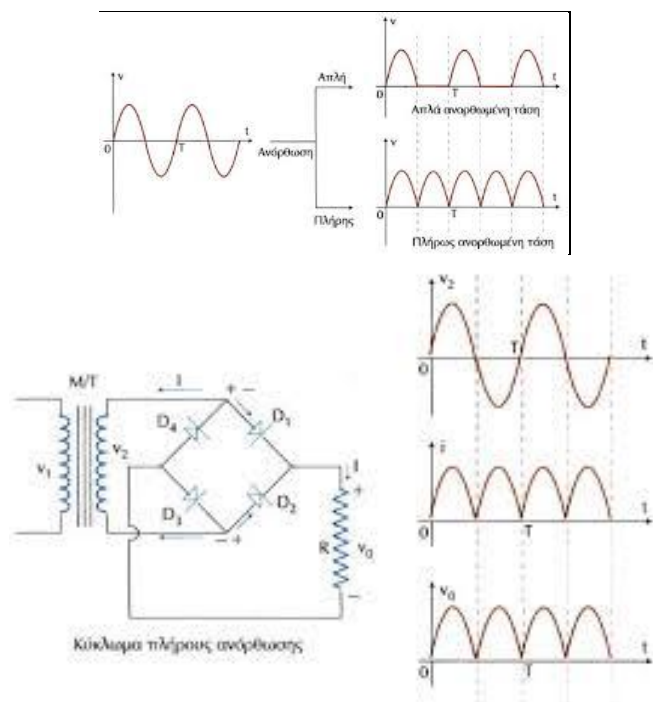 v
t
0
T
Ανόρθωση
Απλή
Πλήρης
v
t
0
T
Απλά ανορθωμένη τάση
v
t
0
T
Πλήρως ανορθωμένη τάση
M/T
v₁
v₂
I
+ −
D₄
D₁
D₃
D₂
− +
I
+
R
v₀
−
Κύκλωμα πλήρους ανόρθωσης
v₂
T
t
0
i
t
0
T
v₀
t
0
T